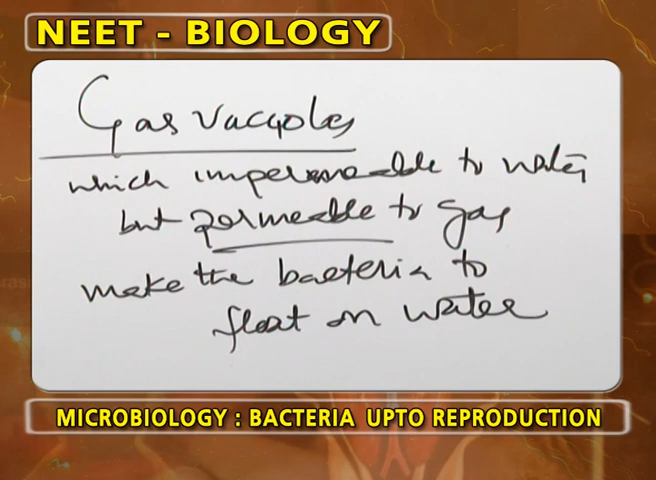 NEET - BIOLOGY
Gas vacuoles
which impermeable to water
but permeable to gas
make the bacteria to
float on water
MICROBIOLOGY : BACTERIA UPTO REPRODUCTION